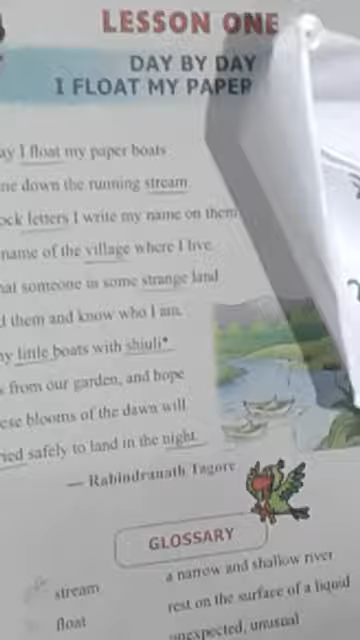 LESSON ONE
DAY BY DAY
I FLOAT MY PAPER
ay I float my paper boats
ne down the running stream.
ock letters I write my name on them
name of the village where I live.
hat someone in some strange land
d them and know who I am.
ny little boats with shiuli*
s from our garden, and hope
ese blooms of the dawn will
ried safely to land in the night.
— Rabindranath Tagore
GLOSSARY
stream a narrow and shallow river
float rest on the surface of a liquid
unexpected, unusual